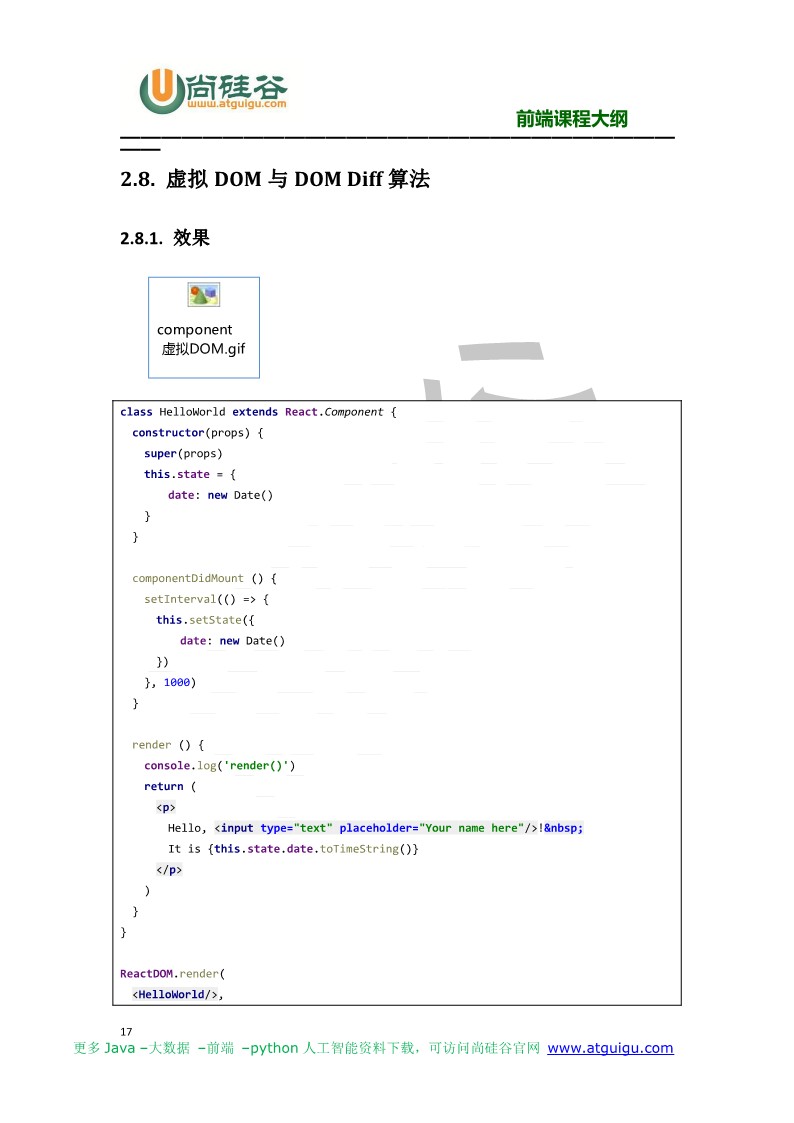 尚硅谷
www.atguigu.com
前端课程大纲
2.8. 虚拟 DOM 与 DOM Diff 算法
2.8.1. 效果
component
虚拟DOM.gif
class HelloWorld extends React.Component {
  constructor(props) {
    super(props)
    this.state = {
        date: new Date()
    }
  }

  componentDidMount () {
    setInterval(() => {
      this.setState({
          date: new Date()
      })
    }, 1000)
  }

  render () {
    console.log('render()')
    return (
      <p>
        Hello, <input type="text" placeholder="Your name here"/>!&nbsp;
        It is {this.state.date.toTimeString()}
      </p>
    )
  }
}

ReactDOM.render(
  <HelloWorld/>,
17
更多 Java –大数据 –前端 –python 人工智能资料下载，可访问尚硅谷官网 www.atguigu.com